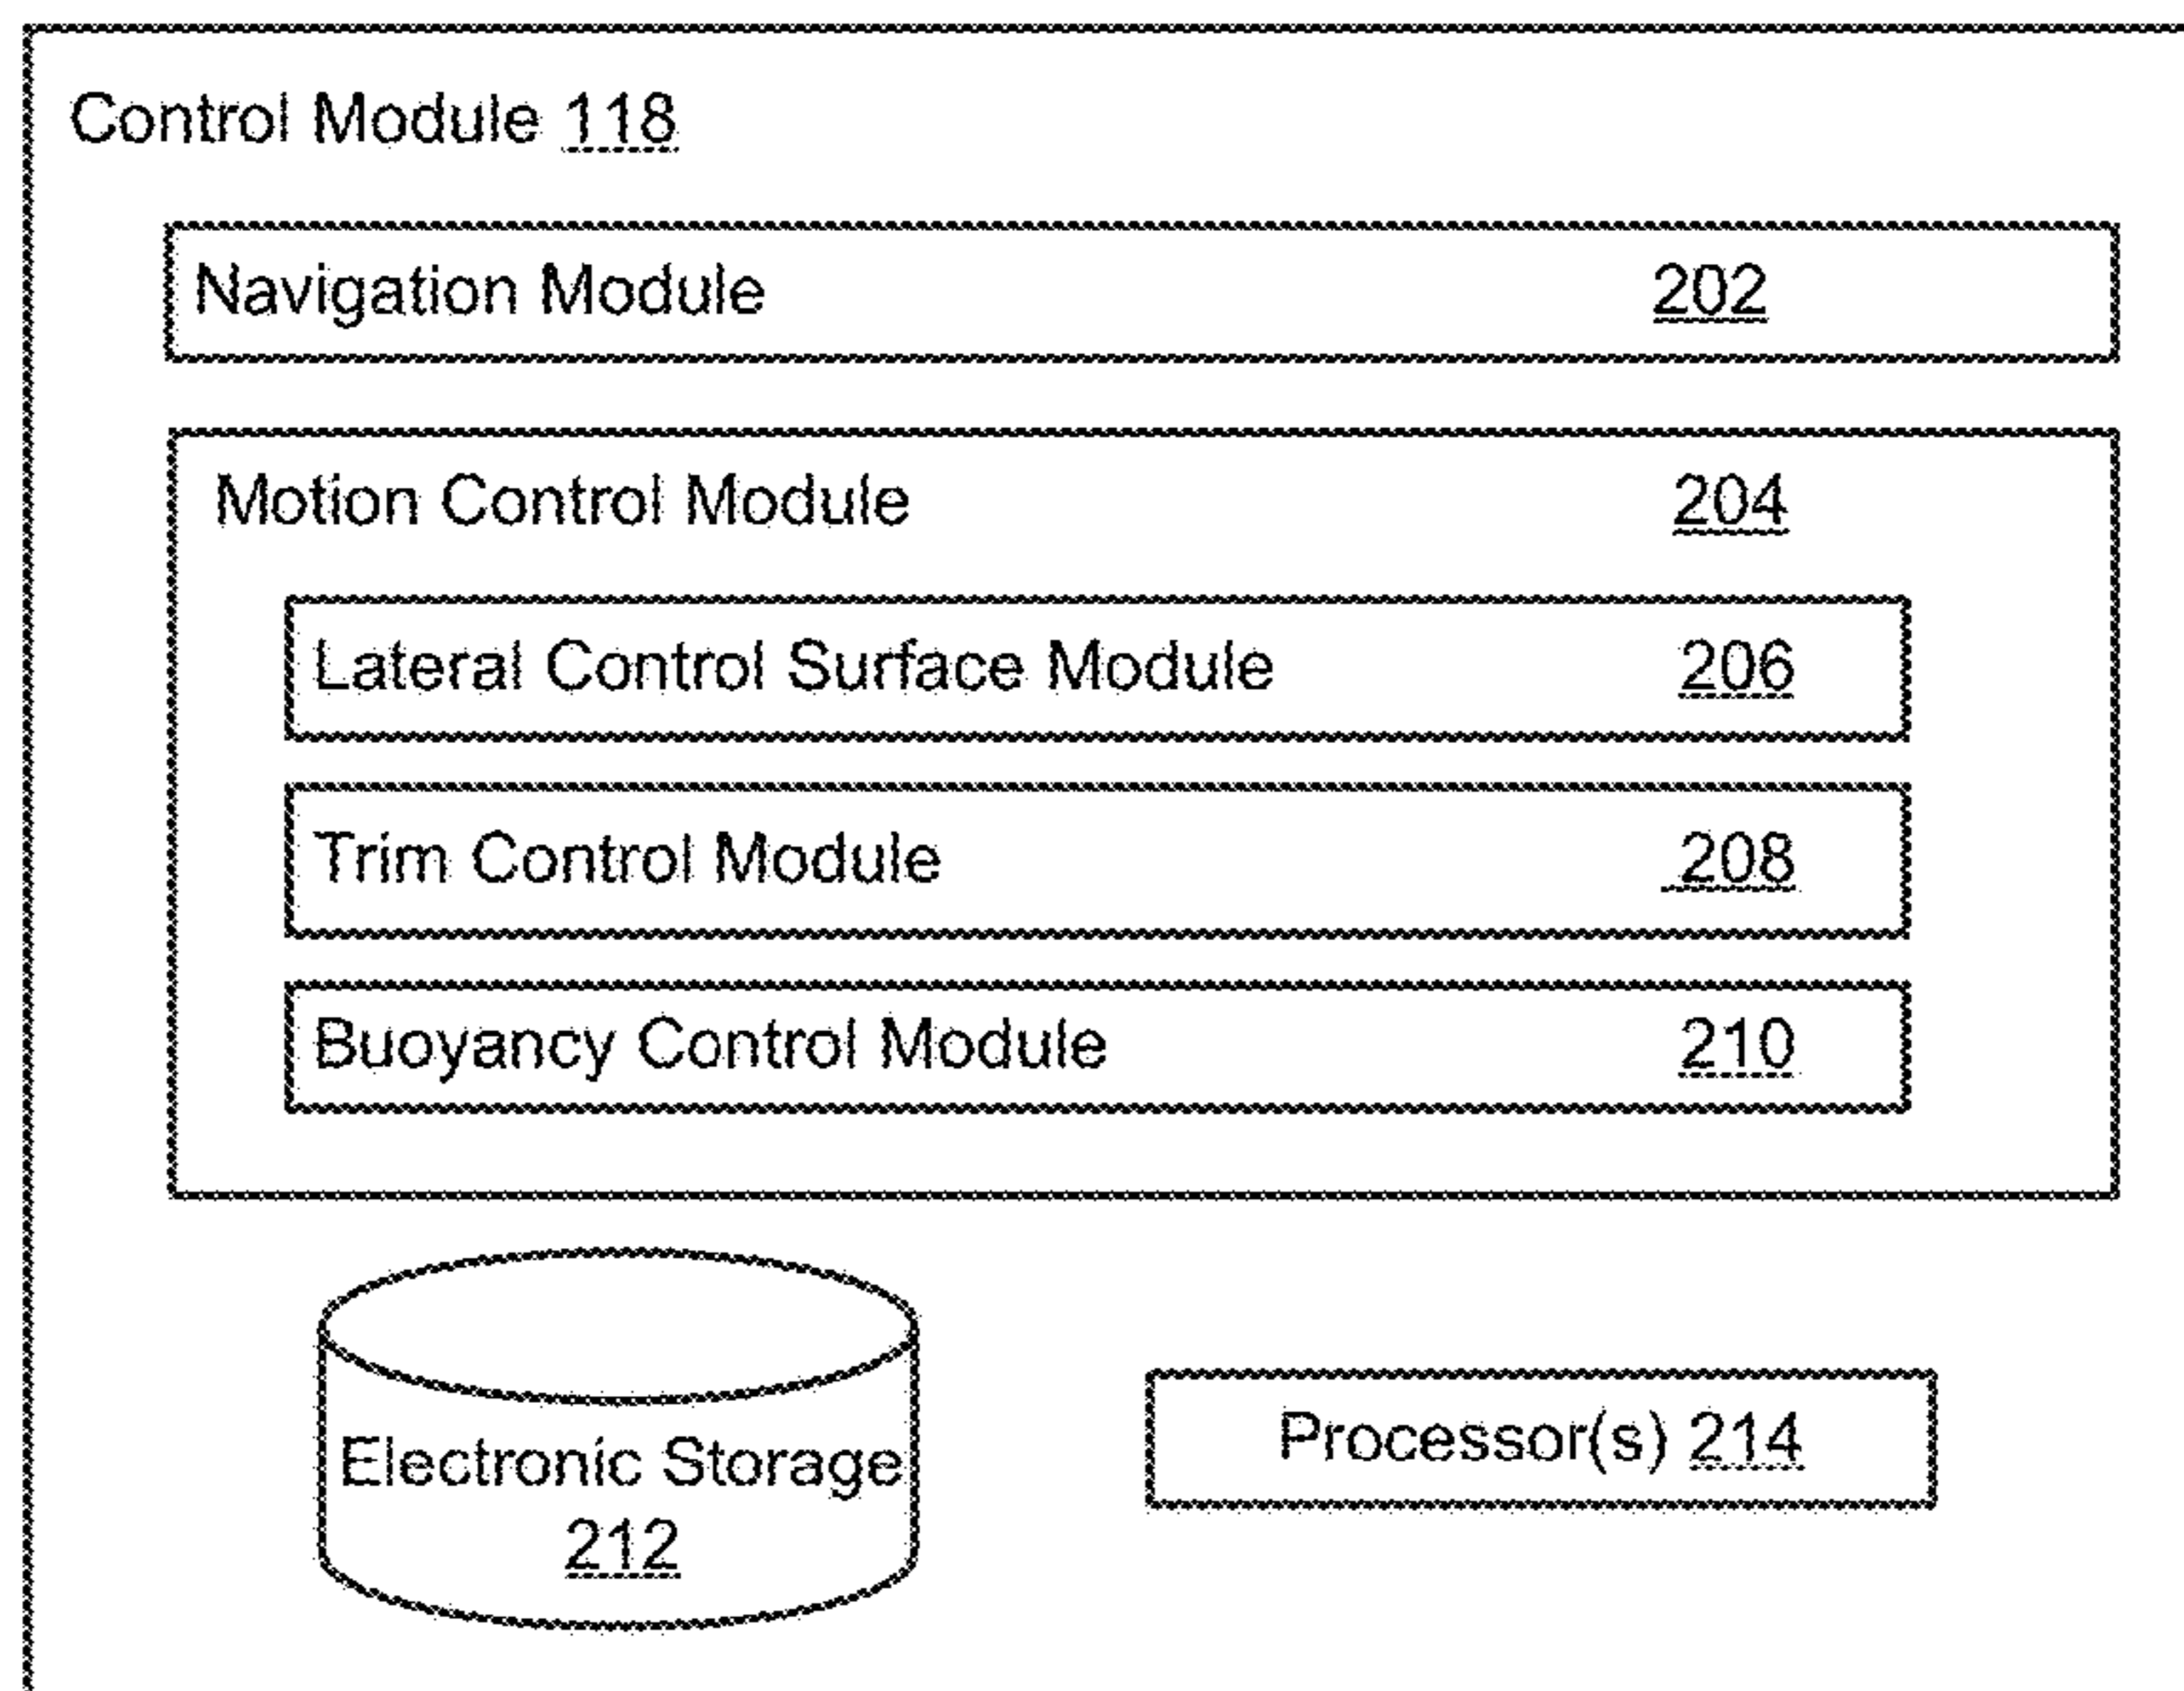 Control Module 118
Navigation Module 202
Motion Control Module 204
Lateral Control Surface Module 206
Trim Control Module 208
Buoyancy Control Module 210
Electronic Storage
212
Processor(s) 214